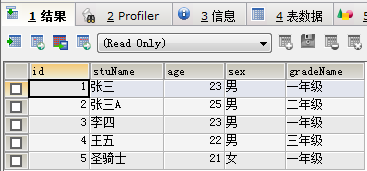 1 结果 2 Profiler 3 信息 4 表数据
(Read Only)
id stuName age sex gradeName
1 张三 23 男 一年级
2 张三A 25 男 二年级
3 李四 23 男 一年级
4 王五 22 男 三年级
5 圣骑士 21 女 一年级